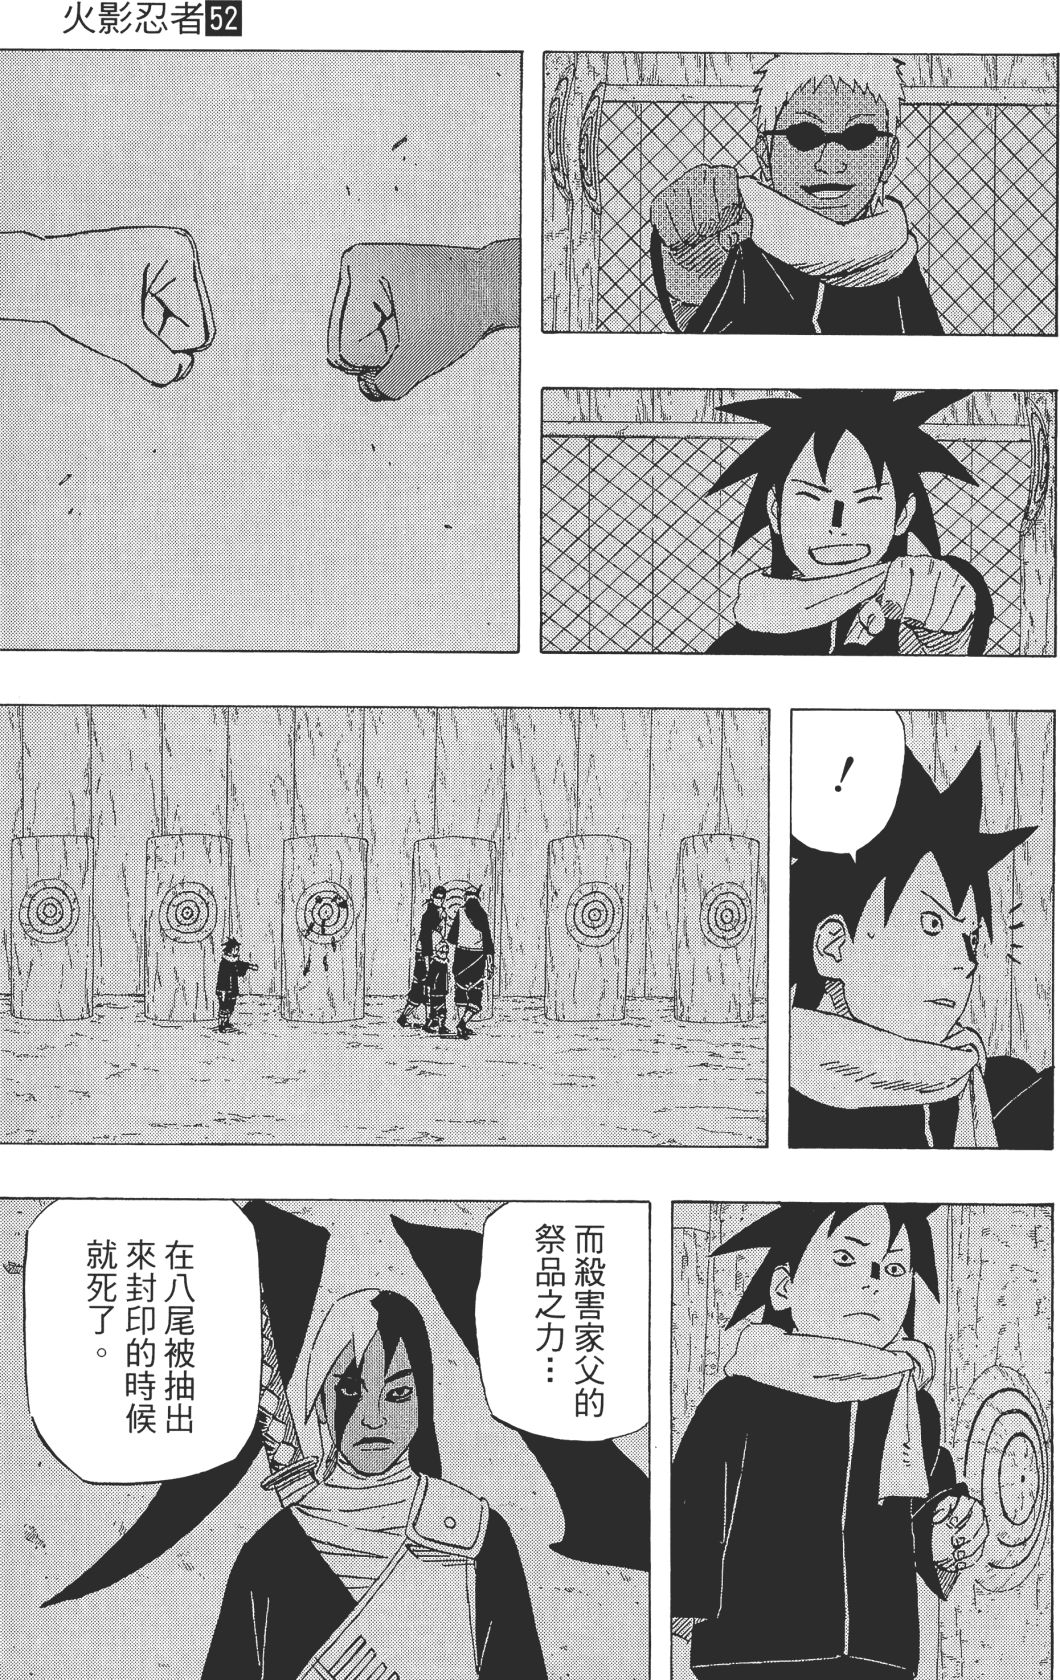 火影忍者52
！
而殺害家父的
祭品之力…
在八尾被抽出
來封印的時候
就死了。